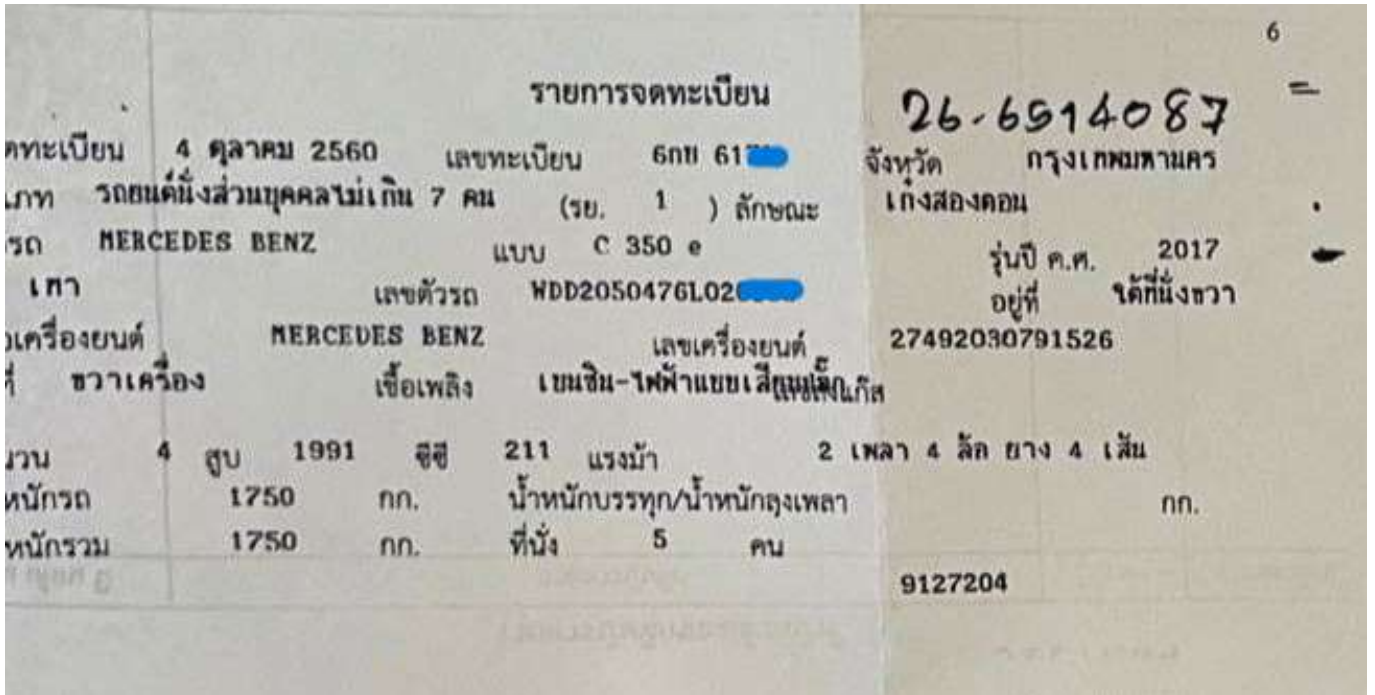 6
รายการจดทะเบียน
26-6514087
ดทะเบียน 4 ตุลาคม 2560 เลขทะเบียน 6กข 61 จังหวัด กรุงเทพมหานคร
เภท รถยนต์นั่งส่วนบุคคลไม่เกิน 7 คน (รย. 1 ) ลักษณะ เก๋งสองตอน
รถ MERCEDES BENZ แบบ C 350 e รุ่นปี ค.ศ. 2017
เทา เลขตัวรถ WDD2050476L02 อยู่ที่ ใต้ที่นั่งขวา
เครื่องยนต์ MERCEDES BENZ เลขเครื่องยนต์ 27492030791526
ที่ ขวาเครื่อง เชื้อเพลิง เบนซิน-ไฟฟ้าแบบเสียบปลั๊ก
นวน 4 สูบ 1991 ซีซี 211 แรงม้า 2 เพลา 4 ล้อ ยาง 4 เส้น
หนักรถ 1750 กก. น้ำหนักบรรทุก/น้ำหนักลงเพลา กก.
หนักรวม 1750 กก. ที่นั่ง 5 คน
9127204